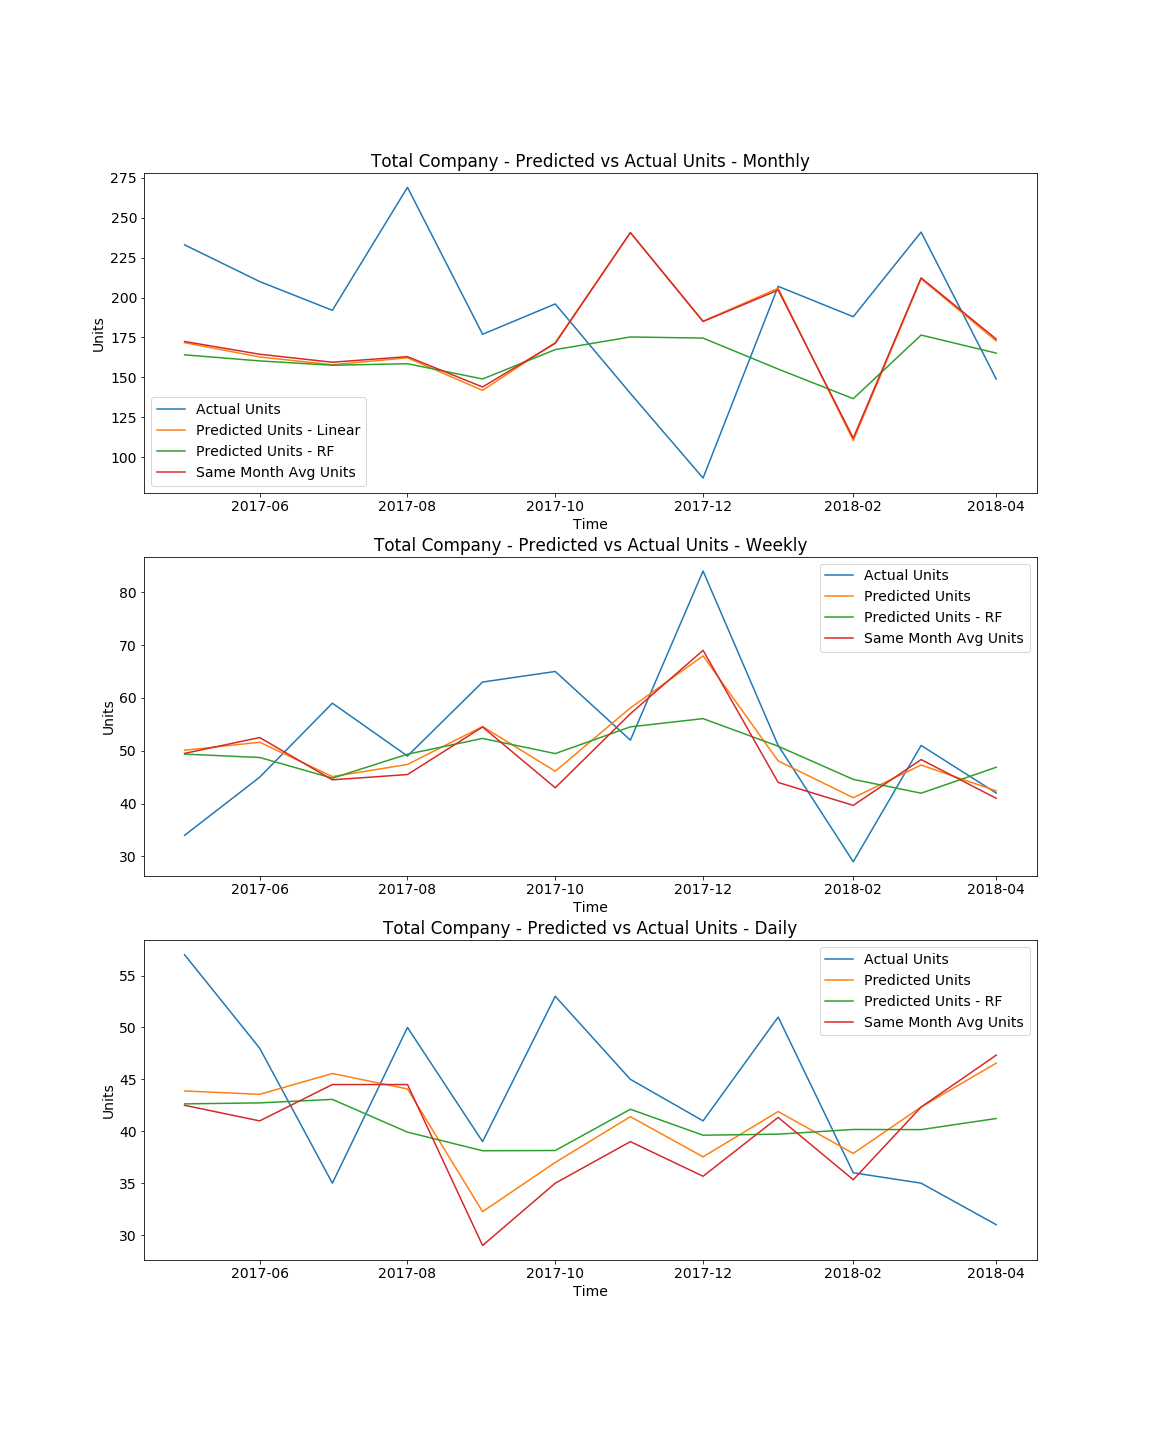 Total Company - Predicted vs Actual Units - Monthly
275
250
225
200
175
150
125
100
Units
Actual Units
Predicted Units - Linear
Predicted Units - RF
Same Month Avg Units
2017-06 2017-08 2017-10 2017-12 2018-02 2018-04
Time
Total Company - Predicted vs Actual Units - Weekly
80
70
60
50
40
30
Units
Actual Units
Predicted Units
Predicted Units - RF
Same Month Avg Units
2017-06 2017-08 2017-10 2017-12 2018-02 2018-04
Time
Total Company - Predicted vs Actual Units - Daily
55
50
45
40
35
30
Units
Actual Units
Predicted Units
Predicted Units - RF
Same Month Avg Units
2017-06 2017-08 2017-10 2017-12 2018-02 2018-04
Time